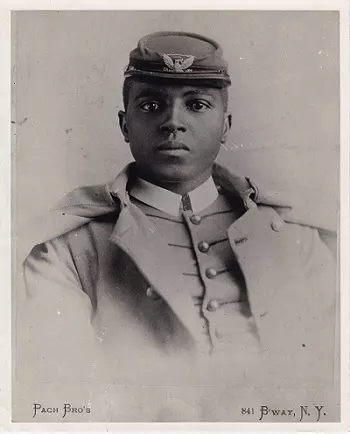 Pach Bro's
841 B'way, N. Y.